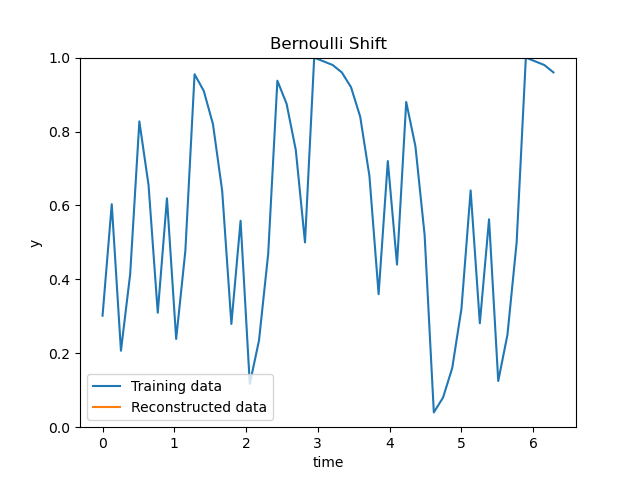 Bernoulli Shift
1.0
0.8
0.6
0.4
0.2
0.0
y
Training data
Reconstructed data
0 1 2 3 4 5 6
time